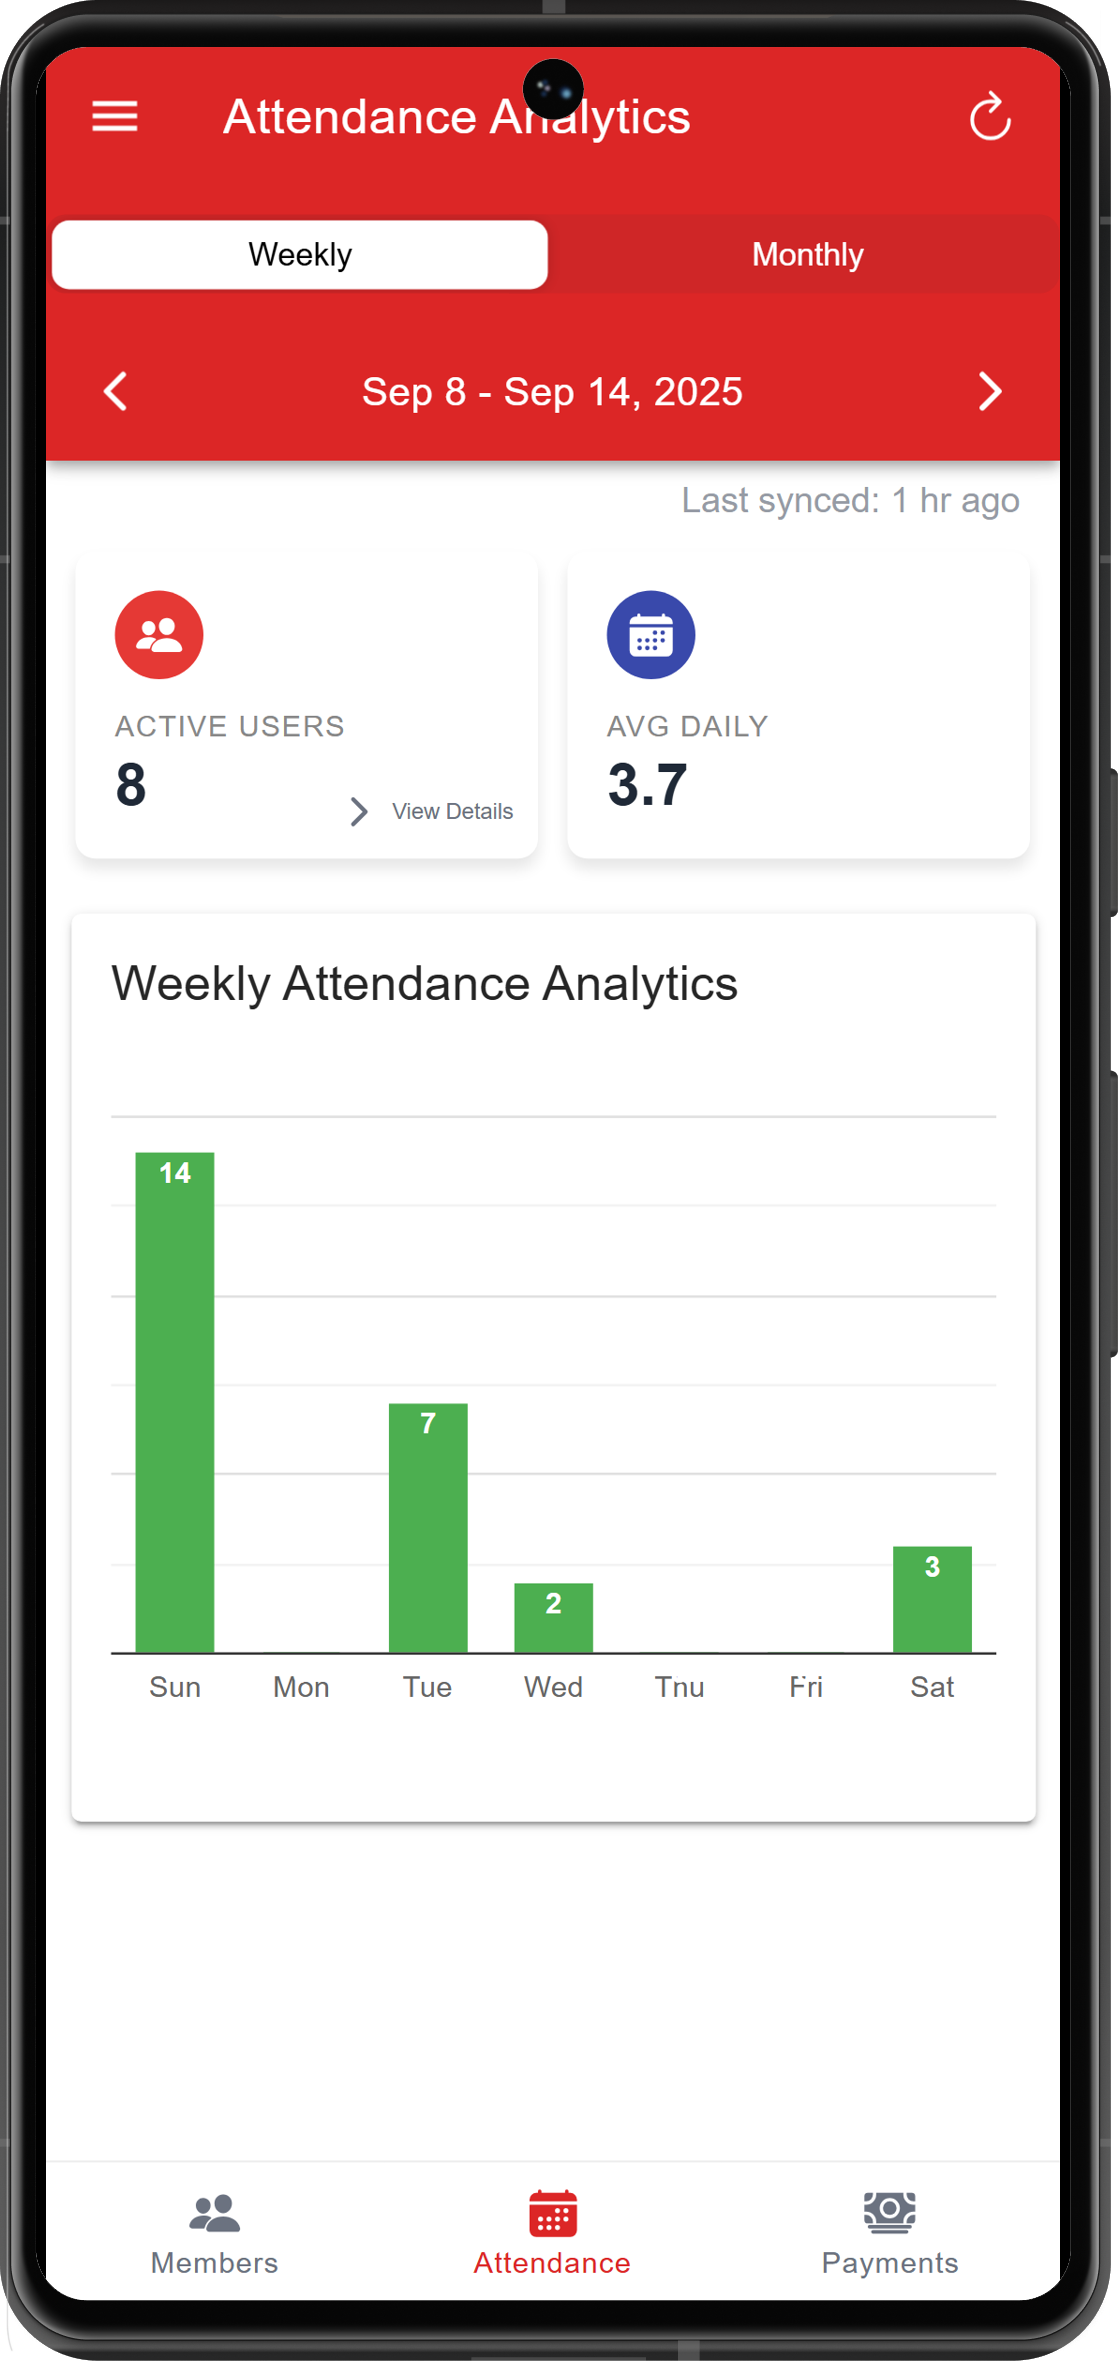 Attendance Analytics
Weekly
Monthly
Sep 8 - Sep 14, 2025
Last synced: 1 hr ago
ACTIVE USERS
8
View Details
AVG DAILY
3.7
Weekly Attendance Analytics
14
7
2
3
Sun Mon Tue Wed Thu Fri Sat
Members
Attendance
Payments